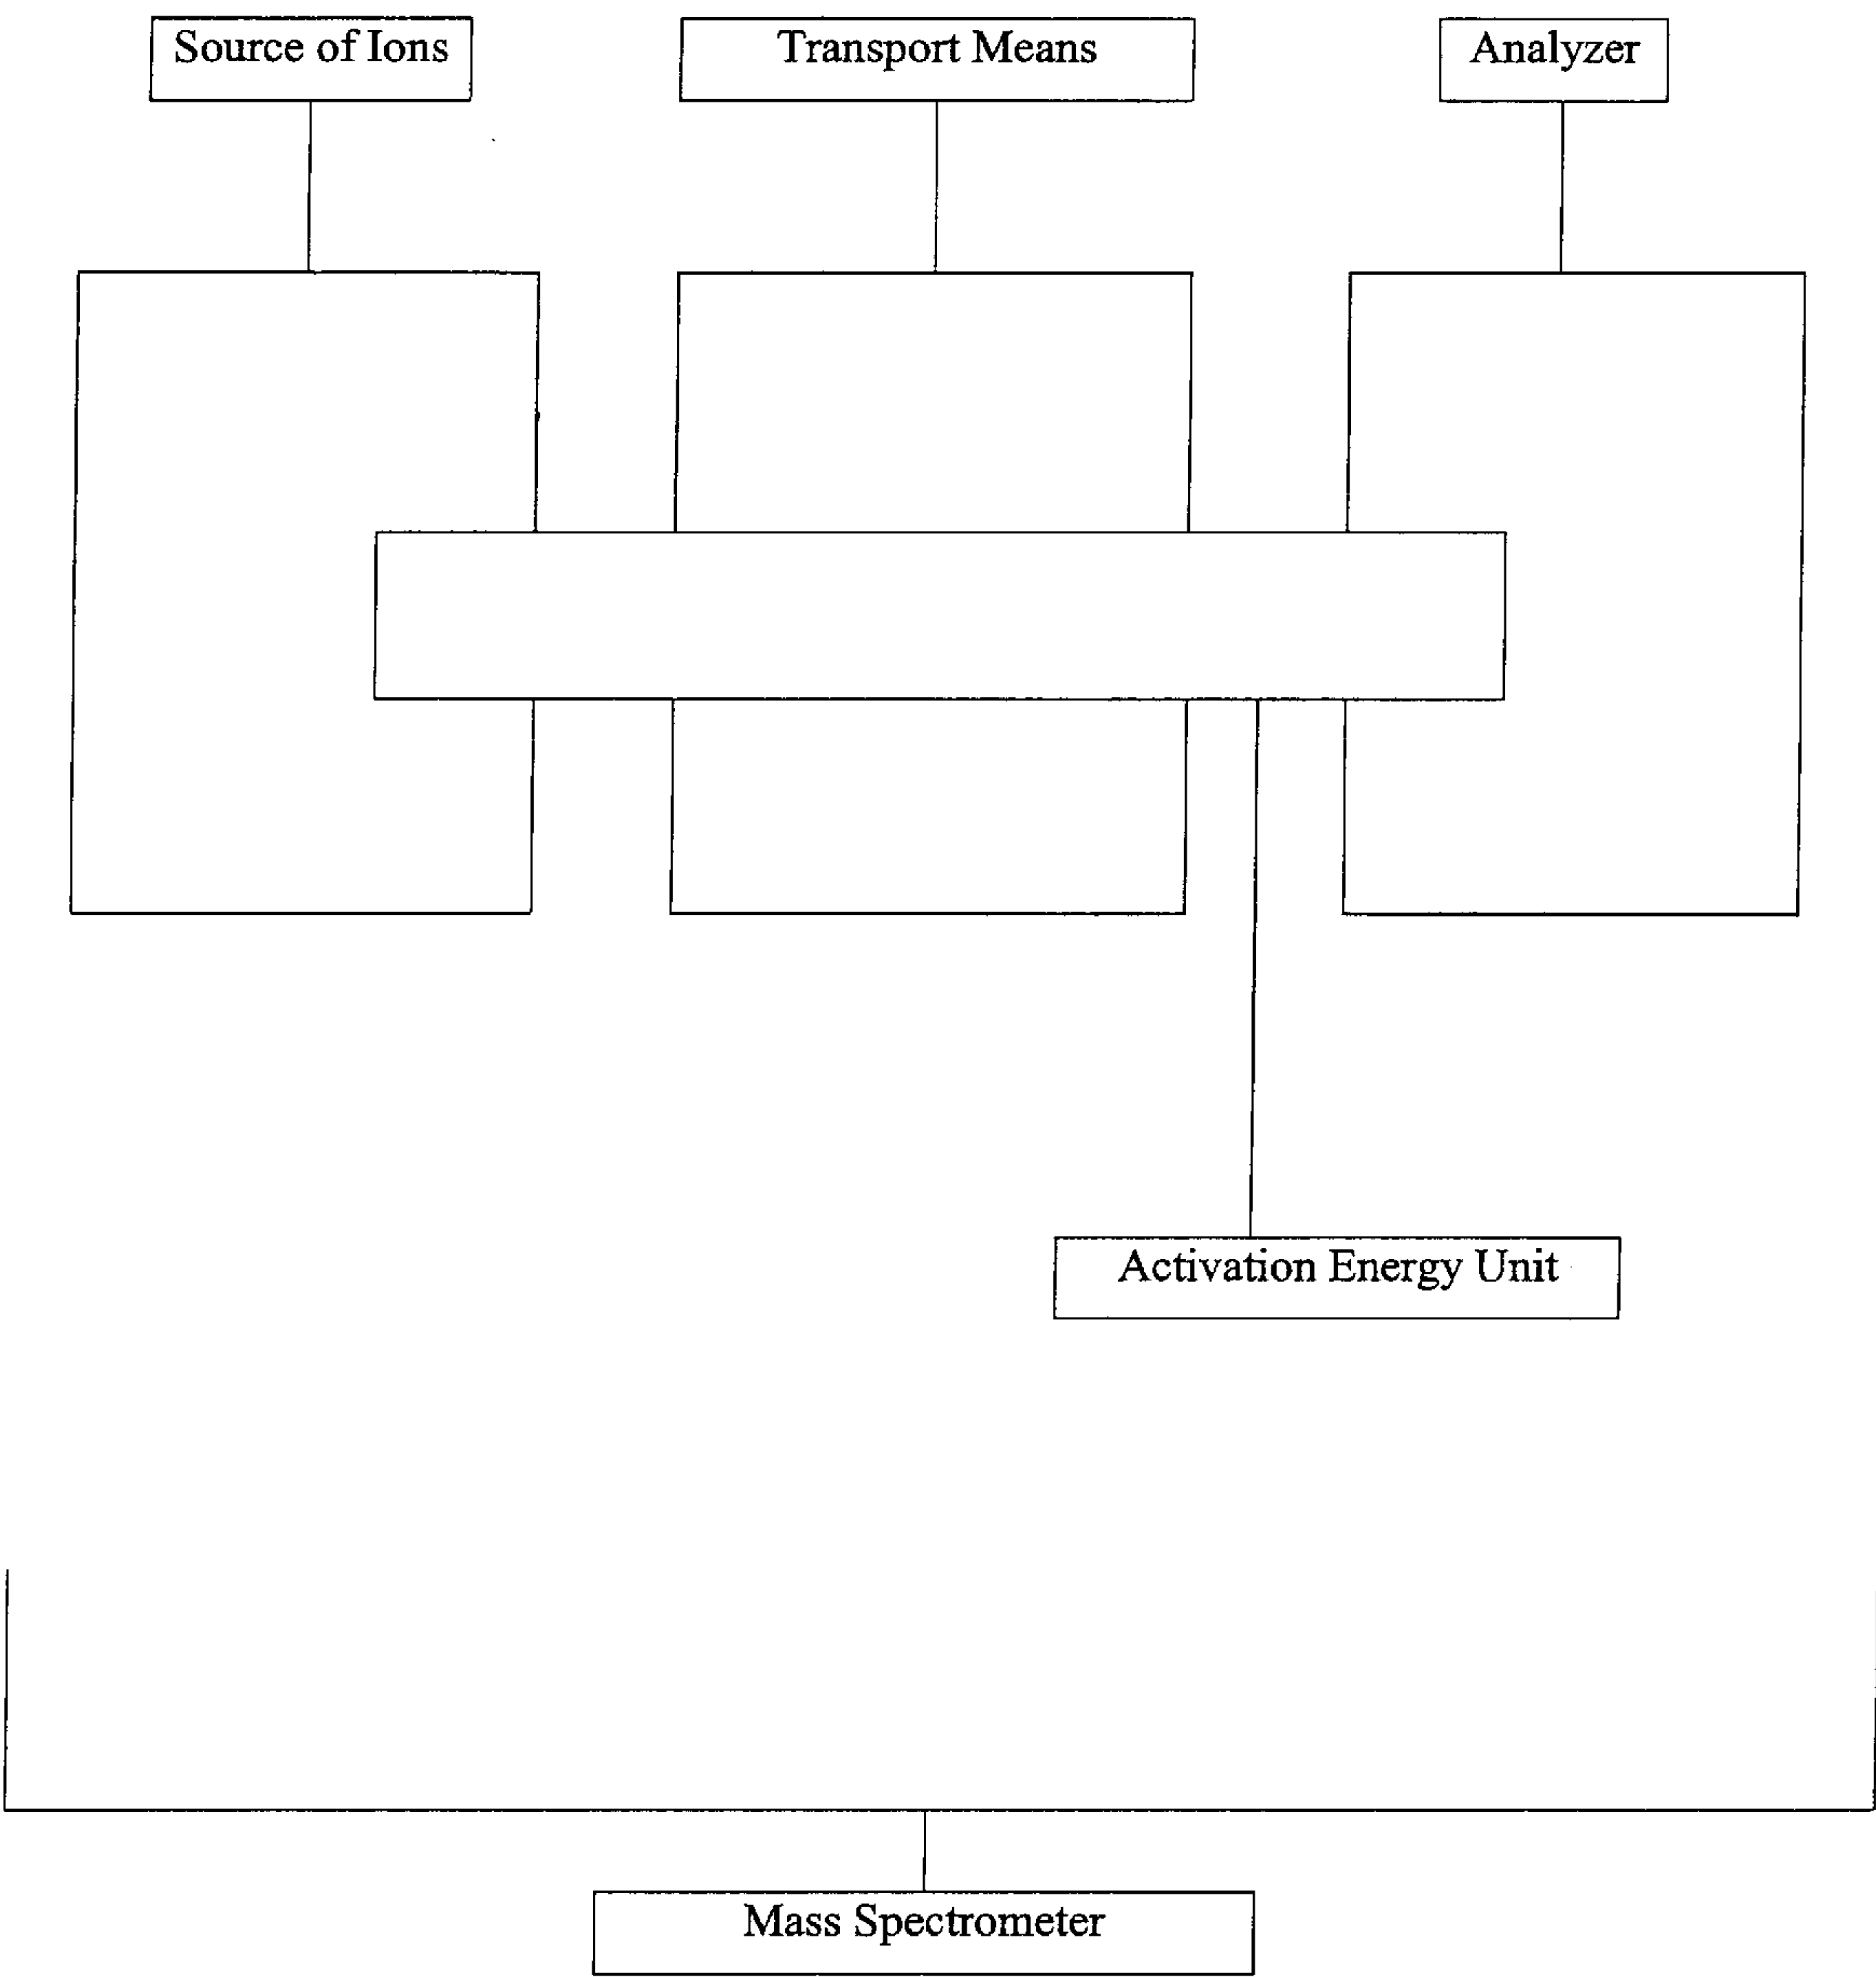 Source of Ions
Transport Means
Analyzer
Activation Energy Unit
Mass Spectrometer